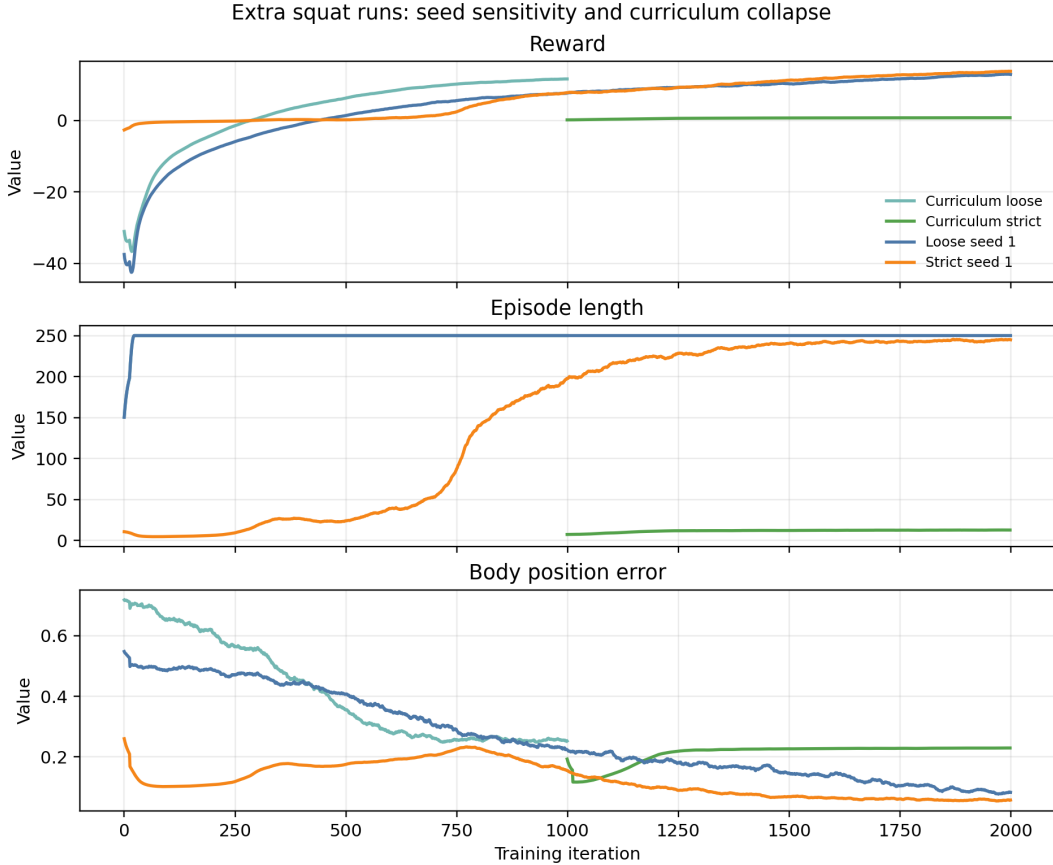 Extra squat runs: seed sensitivity and curriculum collapse
Reward
Value
0
−20
−40
Curriculum loose
Curriculum strict
Loose seed 1
Strict seed 1
Episode length
Value
250
200
150
100
50
0
Body position error
Value
0.6
0.4
0.2
0 250 500 750 1000 1250 1500 1750 2000
Training iteration